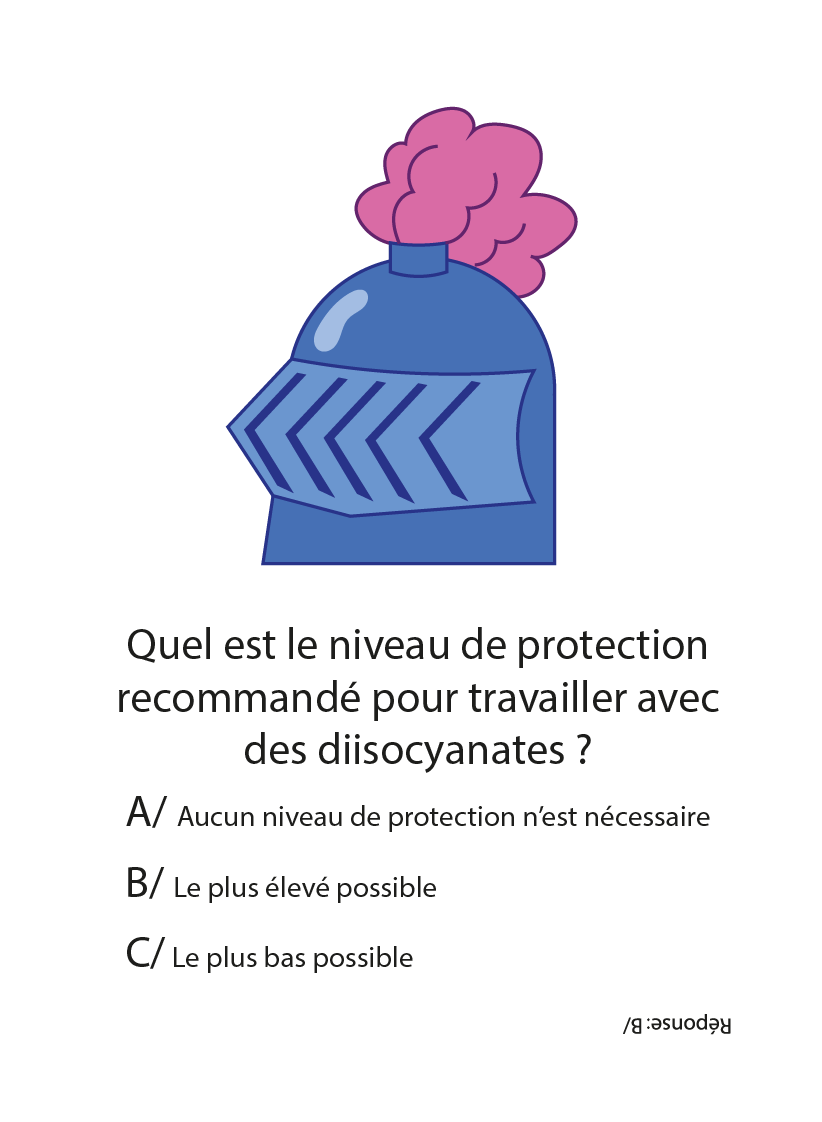 Quel est le niveau de protection
recommandé pour travailler avec
des diisocyanates ?
A/ Aucun niveau de protection n’est nécessaire
B/ Le plus élevé possible
C/ Le plus bas possible
Réponse: B/